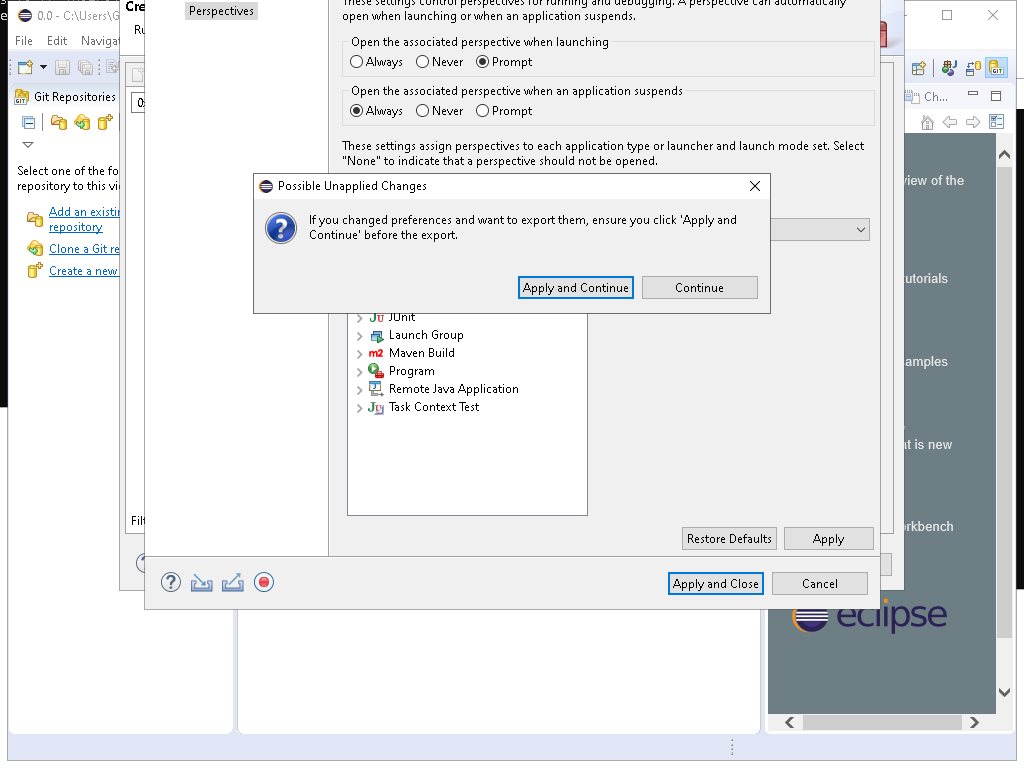 0.0 - C:\Users\G
File Edit Navigat
Git Repositories
Select one of the fo
repository to this vi
Add an existin
repository
Clone a Git re
Create a new
Cre
Ru
0:
Filt
Perspectives
These settings control perspectives for running and debugging. A perspective can automatically
open when launching or when an application suspends.
Open the associated perspective when launching
Always Never Prompt
Open the associated perspective when an application suspends
Always Never Prompt
These settings assign perspectives to each application type or launcher and launch mode set. Select
"None" to indicate that a perspective should not be opened.
Possible Unapplied Changes
If you changed preferences and want to export them, ensure you click 'Apply and
Continue' before the export.
Apply and Continue Continue
JUnit
Launch Group
m2 Maven Build
Program
Remote Java Application
Task Context Test
Restore Defaults Apply
Apply and Close Cancel
GIT
Ch...
view of the
utorials
amples
at is new
orkbench
eclipse